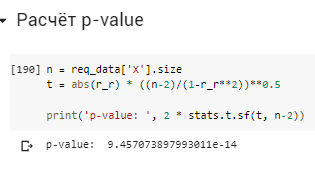 Расчёт p-value
[190] n = req_data['X'].size
t = abs(r_r) * ((n-2)/(1-r_r**2))**0.5
print('p-value: ', 2 * stats.t.sf(t, n-2))
p-value:  9.457073897993011e-14